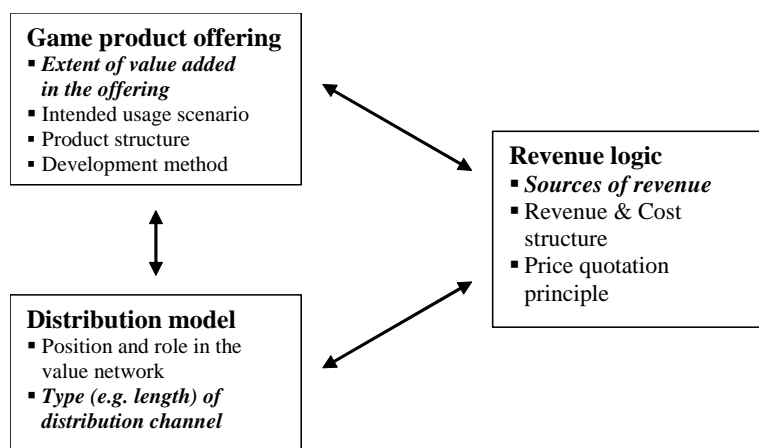 Game product offering
▪ Extent of value added
in the offering
▪ Intended usage scenario
▪ Product structure
▪ Development method
Revenue logic
▪ Sources of revenue
▪ Revenue & Cost
structure
▪ Price quotation
principle
Distribution model
▪ Position and role in the
value network
▪ Type (e.g. length) of
distribution channel